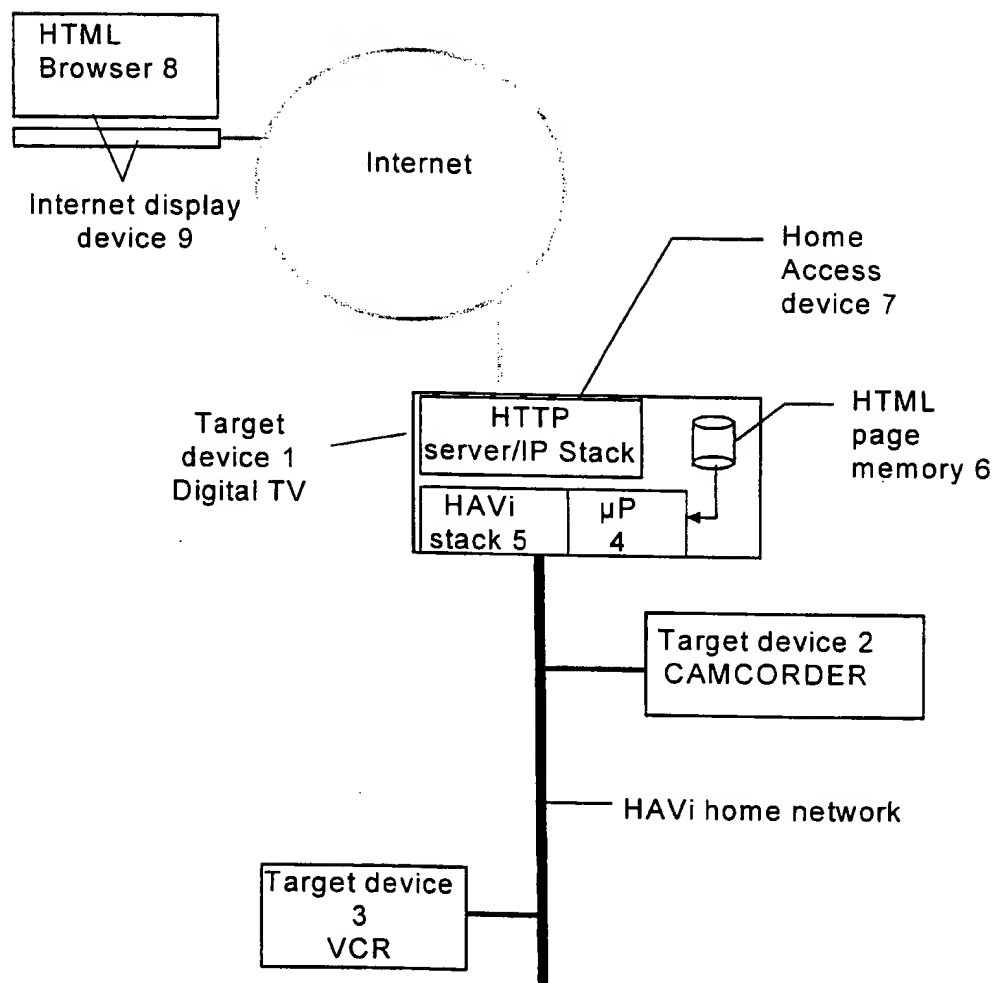 HTML
Browser 8
Internet
Internet display
device 9
Home
Access
device 7
Target
device 1
Digital TV
HTTP
server/IP Stack
HTML
page
memory 6
HAVi
stack 5
µP
4
Target device 2
CAMCORDER
HAVi home network
Target device
3
VCR